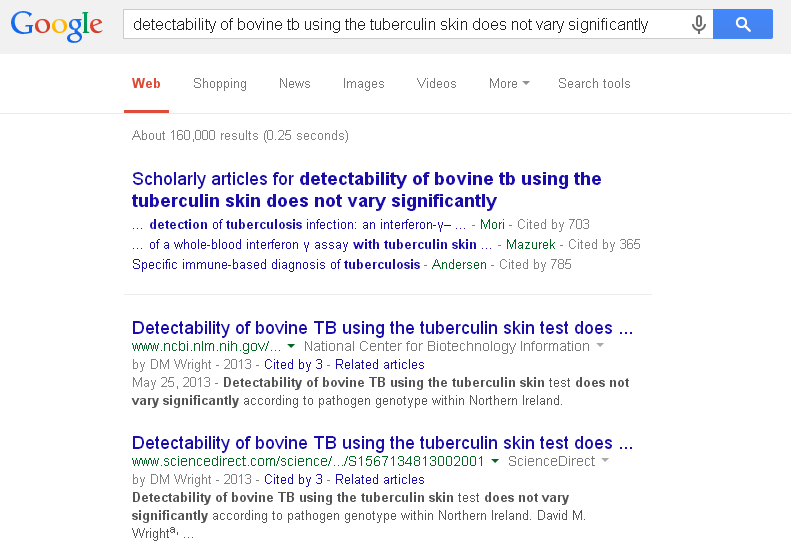 Google
detectability of bovine tb using the tuberculin skin does not vary significantly
Web Shopping News Images Videos More Search tools
About 160,000 results (0.25 seconds)
Scholarly articles for detectability of bovine tb using the
tuberculin skin does not vary significantly
... detection of tuberculosis infection: an interferon-γ– ... - Mori - Cited by 703
... of a whole-blood interferon γ assay with tuberculin skin ... - Mazurek - Cited by 365
Specific immune-based diagnosis of tuberculosis - Andersen - Cited by 785
Detectability of bovine TB using the tuberculin skin test does ...
www.ncbi.nlm.nih.gov/... National Center for Biotechnology Information
by DM Wright - 2013 - Cited by 3 - Related articles
May 25, 2013 - Detectability of bovine TB using the tuberculin skin test does not
vary significantly according to pathogen genotype within Northern Ireland.
Detectability of bovine TB using the tuberculin skin test does ...
www.sciencedirect.com/science/.../S1567134813002001 ScienceDirect
by DM Wright - 2013 - Cited by 3 - Related articles
Detectability of bovine TB using the tuberculin skin test does not vary
significantly according to pathogen genotype within Northern Ireland. David M.
Wrightᵃ, ...